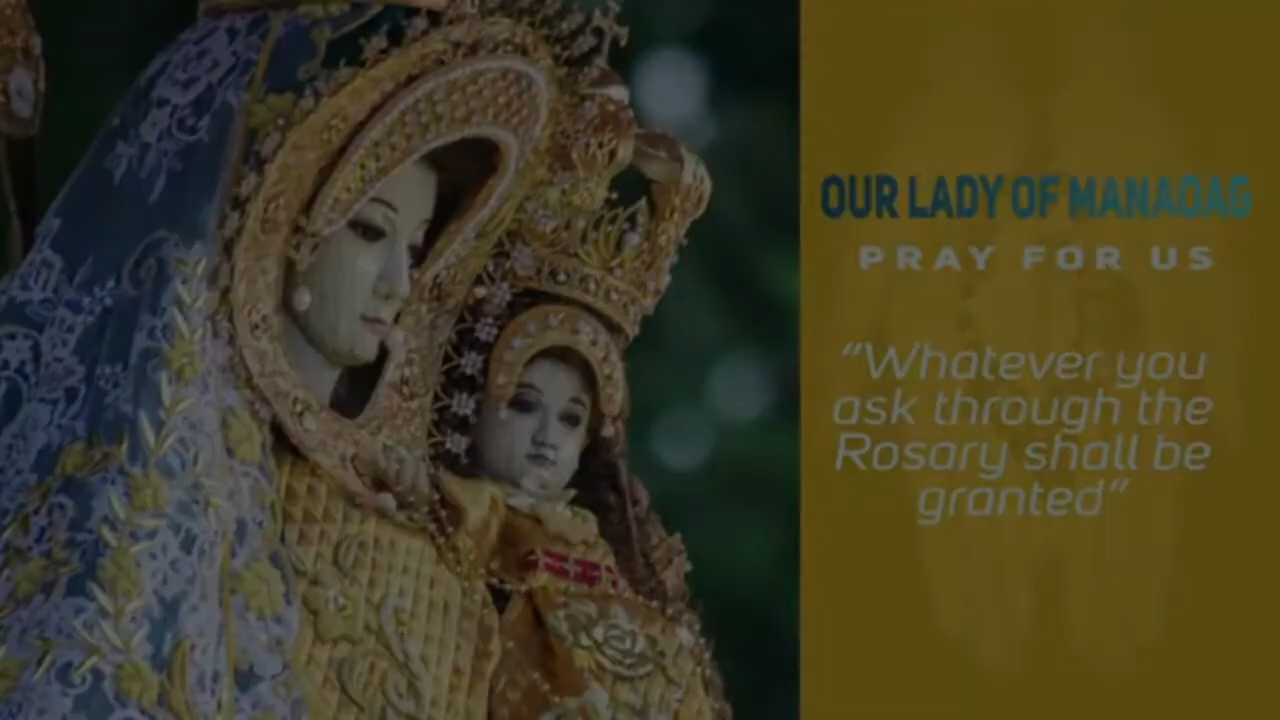 OUR LADY OF MANAOAG
PRAY FOR US
“Whatever you
ask through the
Rosary shall be
granted”